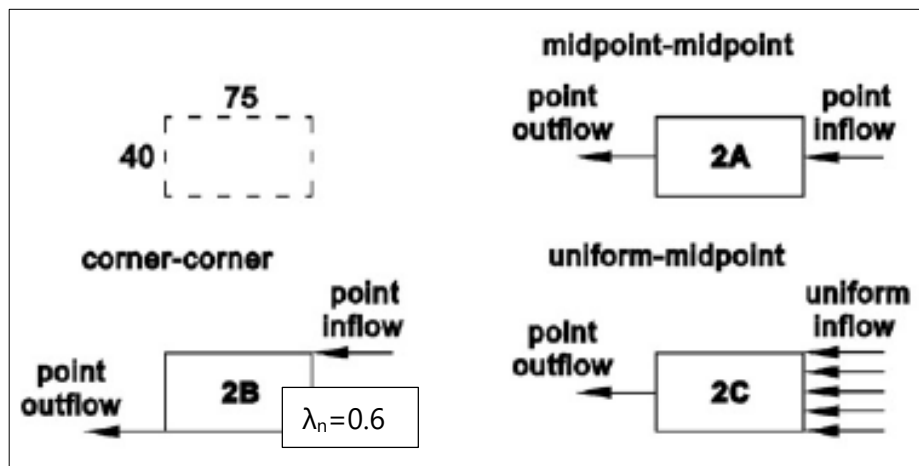 midpoint-midpoint
75
40
point outflow
point inflow
2A
corner-corner
uniform-midpoint
point inflow
point outflow
2B
λn=0.6
point outflow
uniform inflow
2C